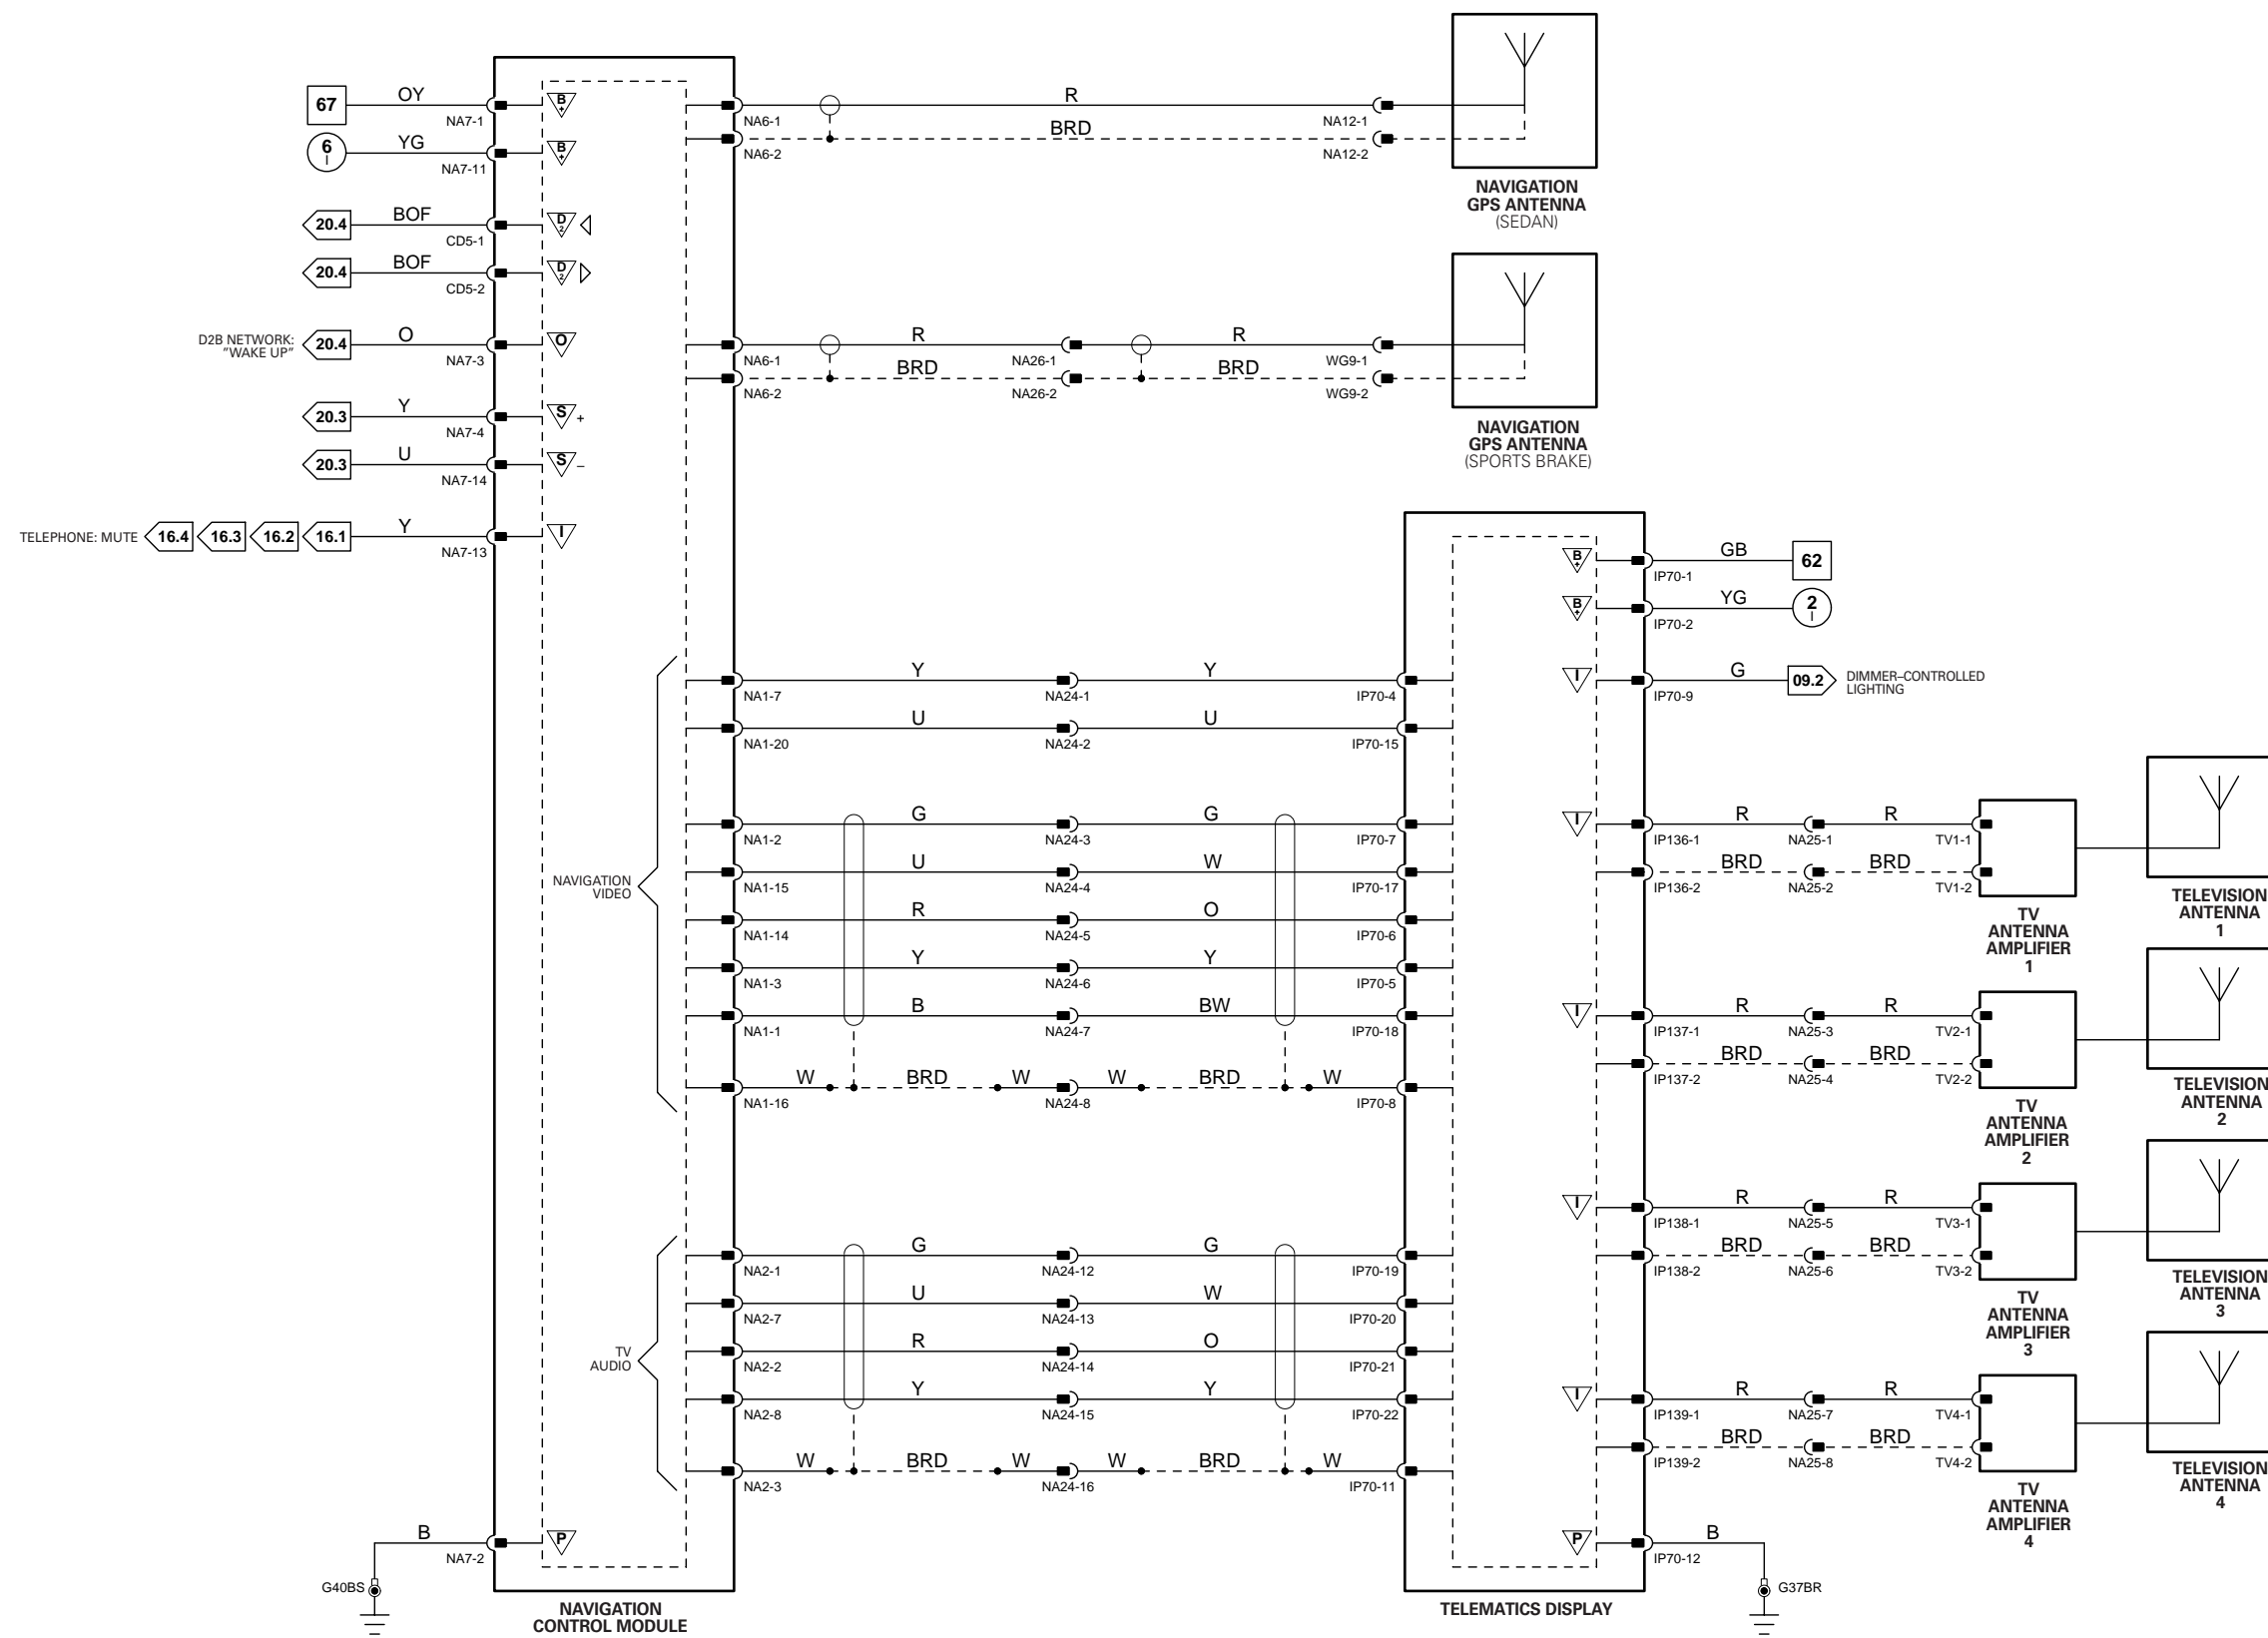 67
OY
NA7-1
B
+
6
I
YG
NA7-11
B
+
20.4
BOF
CD5-1
D
2
20.4
BOF
CD5-2
D
2
D2B NETWORK:
"WAKE UP"
20.4
O
NA7-3
O
20.3
Y
NA7-4
S
+
20.3
U
NA7-14
S
–
TELEPHONE: MUTE
16.4
16.3
16.2
16.1
Y
NA7-13
I
NA6-1
R
NA12-1
NA6-2
BRD
NA12-2
NAVIGATION
GPS ANTENNA
(SEDAN)
NA6-1
R
NA26-1
R
WG9-1
NA6-2
BRD
NA26-2
BRD
WG9-2
NAVIGATION
GPS ANTENNA
(SPORTS BRAKE)
NAVIGATION
VIDEO
NA1-7
Y
NA24-1
Y
IP70-4
NA1-20
U
NA24-2
U
IP70-15
NA1-2
G
NA24-3
G
IP70-7
NA1-15
U
NA24-4
W
IP70-17
NA1-14
R
NA24-5
O
IP70-6
NA1-3
Y
NA24-6
Y
IP70-5
NA1-1
B
NA24-7
BW
IP70-18
NA1-16
W
BRD
W
NA24-8
W
BRD
W
IP70-8
TV
AUDIO
NA2-1
G
NA24-12
G
IP70-19
NA2-7
U
NA24-13
W
IP70-20
NA2-2
R
NA24-14
O
IP70-21
NA2-8
Y
NA24-15
Y
IP70-22
NA2-3
W
BRD
W
NA24-16
W
BRD
W
IP70-11
B
NA7-2
P
G40BS
NAVIGATION
CONTROL MODULE
B
+
IP70-1
GB
62
B
+
IP70-2
YG
2
I
I
IP70-9
G
09.2
DIMMER–CONTROLLED
LIGHTING
I
IP136-1
R
NA25-1
R
TV1-1
IP136-2
BRD
NA25-2
BRD
TV1-2
TV
ANTENNA
AMPLIFIER
1
TELEVISION
ANTENNA
1
I
IP137-1
R
NA25-3
R
TV2-1
IP137-2
BRD
NA25-4
BRD
TV2-2
TV
ANTENNA
AMPLIFIER
2
TELEVISION
ANTENNA
2
I
IP138-1
R
NA25-5
R
TV3-1
IP138-2
BRD
NA25-6
BRD
TV3-2
TV
ANTENNA
AMPLIFIER
3
TELEVISION
ANTENNA
3
I
IP139-1
R
NA25-7
R
TV4-1
IP139-2
BRD
NA25-8
BRD
TV4-2
TV
ANTENNA
AMPLIFIER
4
TELEVISION
ANTENNA
4
P
IP70-12
B
G37BR
TELEMATICS DISPLAY